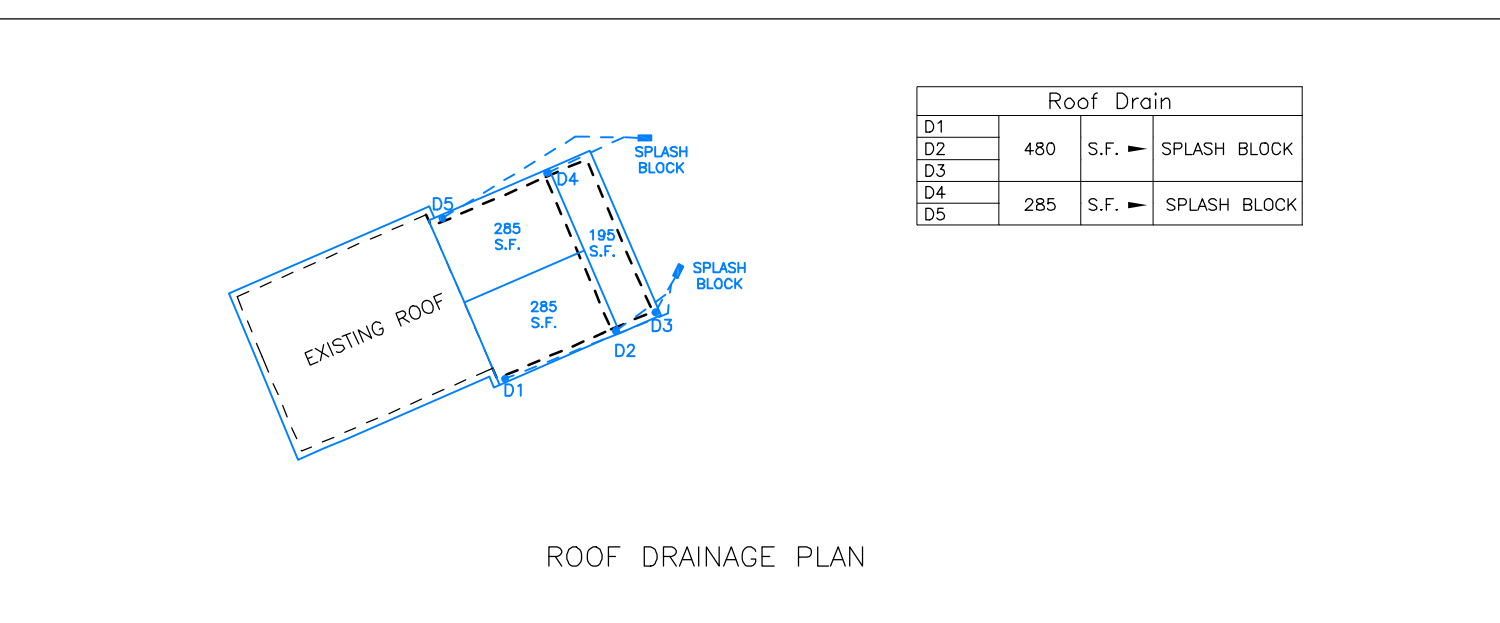 Roof Drain
D1
D2
D3
480 S.F. SPLASH BLOCK
D4
D5
285 S.F. SPLASH BLOCK
SPLASH
BLOCK
D4
D5
285
S.F.
195
S.F.
SPLASH
BLOCK
285
S.F.
EXISTING ROOF
D3
D2
D1
ROOF DRAINAGE PLAN